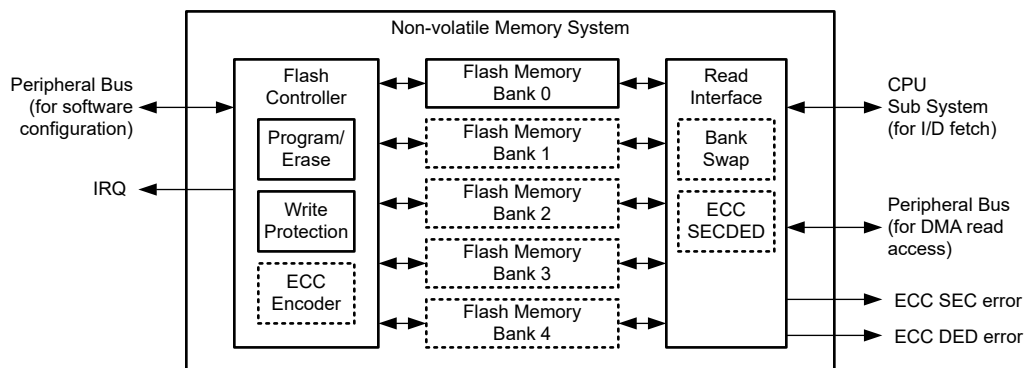 Non-volatile Memory System
Peripheral Bus
(for software
configuration)
IRQ
Flash
Controller
Program/
Erase
Write
Protection
ECC
Encoder
Flash Memory
Bank 0
Flash Memory
Bank 1
Flash Memory
Bank 2
Flash Memory
Bank 3
Flash Memory
Bank 4
Read
Interface
Bank
Swap
ECC
SECDED
CPU
Sub System
(for I/D fetch)
Peripheral Bus
(for DMA read
access)
ECC SEC error
ECC DED error